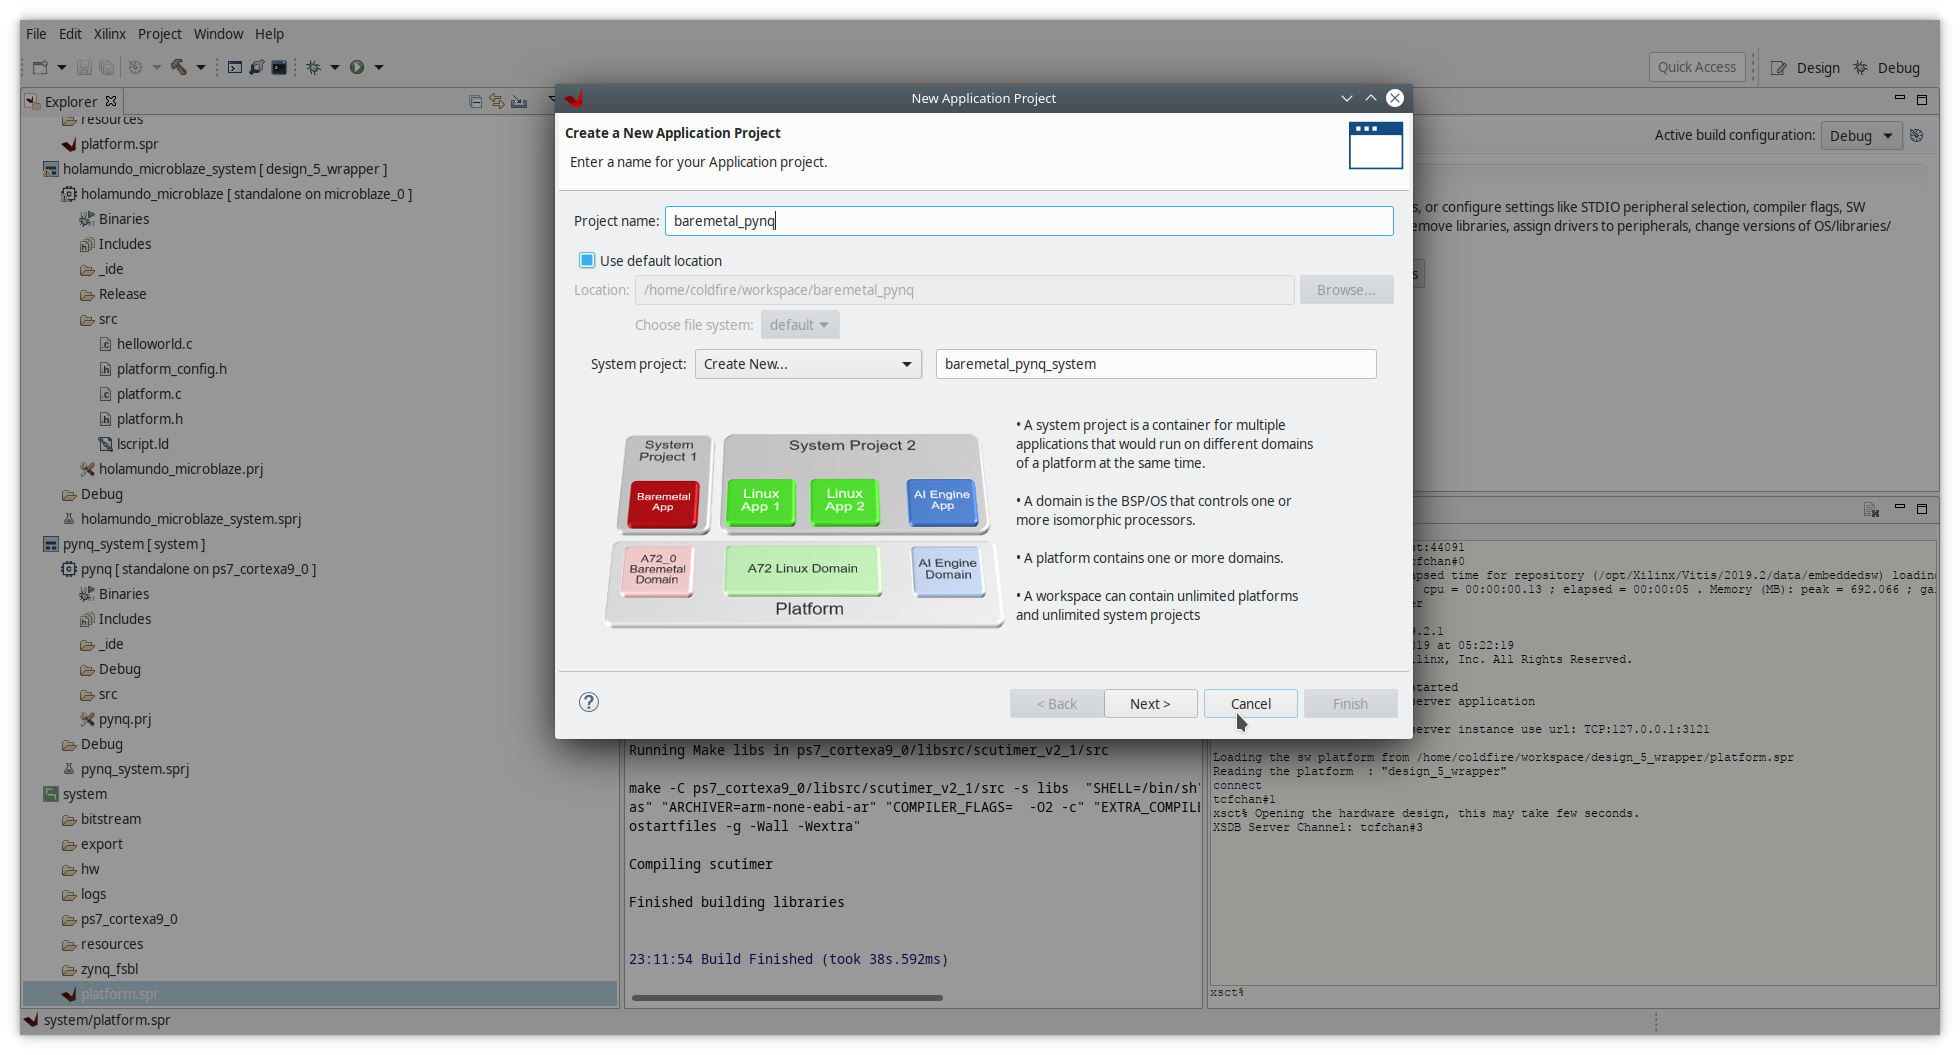 File Edit Xilinx Project Window Help
Quick Access
Design
Debug
Explorer
resources
platform.spr
holamundo_microblaze_system [ design_5_wrapper ]
holamundo_microblaze [ standalone on microblaze_0 ]
Binaries
Includes
_ide
Release
src
helloworld.c
platform_config.h
platform.c
platform.h
lscript.ld
holamundo_microblaze.prj
Debug
holamundo_microblaze_system.sprj
pynq_system [ system ]
pynq [ standalone on ps7_cortexa9_0 ]
Binaries
Includes
_ide
Debug
src
pynq.prj
Debug
pynq_system.sprj
system
bitstream
export
hw
logs
ps7_cortexa9_0
resources
zynq_fsbl
platform.spr
system/platform.spr
New Application Project
Create a New Application Project
Enter a name for your Application project.
Project name: baremetal_pynq
Use default location
Location: /home/coldfire/workspace/baremetal_pynq Browse...
Choose file system: default
System project: Create New... baremetal_pynq_system
System
Project 1
System Project 2
Baremetal
App
Linux
App 1
Linux
App 2
AI Engine
App
A72_0
Baremetal
Domain
A72 Linux Domain
AI Engine
Domain
Platform
• A system project is a container for multiple
applications that would run on different domains
of a platform at the same time.
• A domain is the BSP/OS that controls one or
more isomorphic processors.
• A platform contains one or more domains.
• A workspace can contain unlimited platforms
and unlimited system projects
< Back Next > Cancel Finish
Active build configuration: Debug
s, or configure settings like STDIO peripheral selection, compiler flags, SW
emove libraries, assign drivers to peripherals, change versions of OS/libraries/
s
Running Make libs in ps7_cortexa9_0/libsrc/scutimer_v2_1/src
make -C ps7_cortexa9_0/libsrc/scutimer_v2_1/src -s libs "SHELL=/bin/sh"
as" "ARCHIVER=arm-none-eabi-ar" "COMPILER_FLAGS= -O2 -c" "EXTRA_COMPILE
ostartfiles -g -Wall -Wextra"
Compiling scutimer
Finished building libraries
23:11:54 Build Finished (took 38s.592ms)
st:44091
cfchan#0
apsed time for repository (/opt/Xilinx/Vitis/2019.2/data/embeddedsw) loadin
cpu = 00:00:00.13 ; elapsed = 00:00:05 . Memory (MB): peak = 692.066 ; ga
er
9.2.1
019 at 05:22:19
linx, Inc. All Rights Reserved.
started
server application
erver instance use url: TCP:127.0.0.1:3121
Loading the sw platform from /home/coldfire/workspace/design_5_wrapper/platform.spr
Reading the platform : "design_5_wrapper"
connect
tcfchan#1
xsct% Opening the hardware design, this may take few seconds.
XSDB Server Channel: tcfchan#3
xsct%